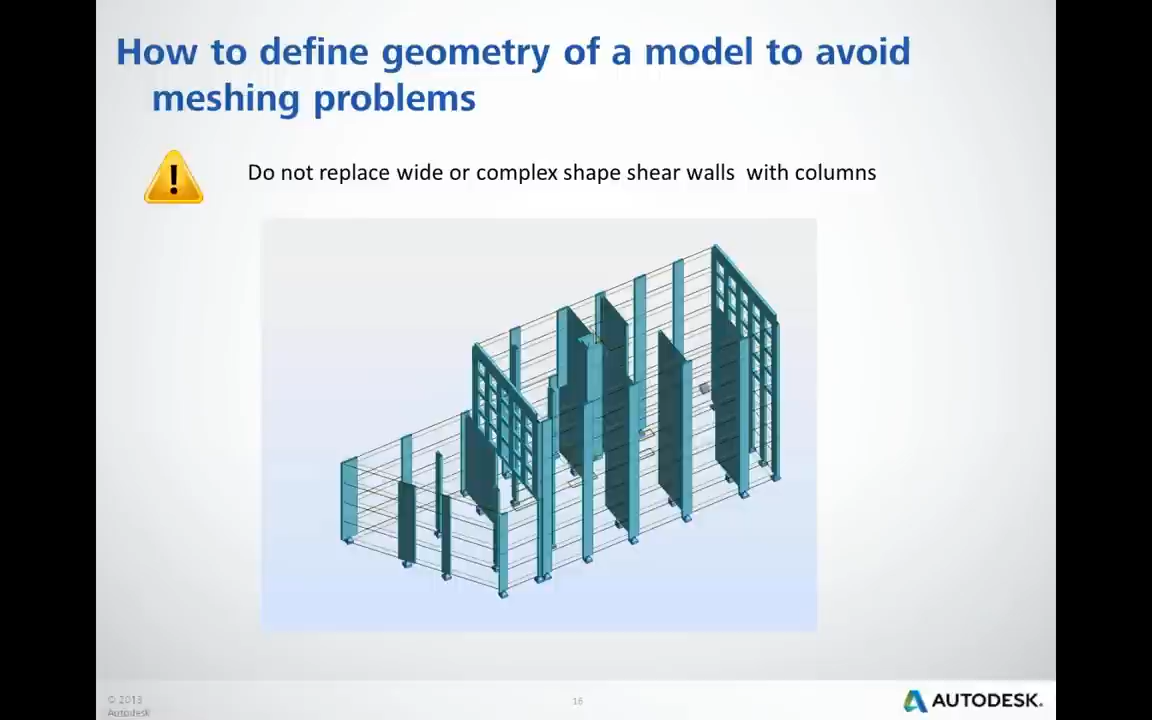 How to define geometry of a model to avoid
meshing problems
Do not replace wide or complex shape shear walls with columns
© 2013
Autodesk
16
AUTODESK.